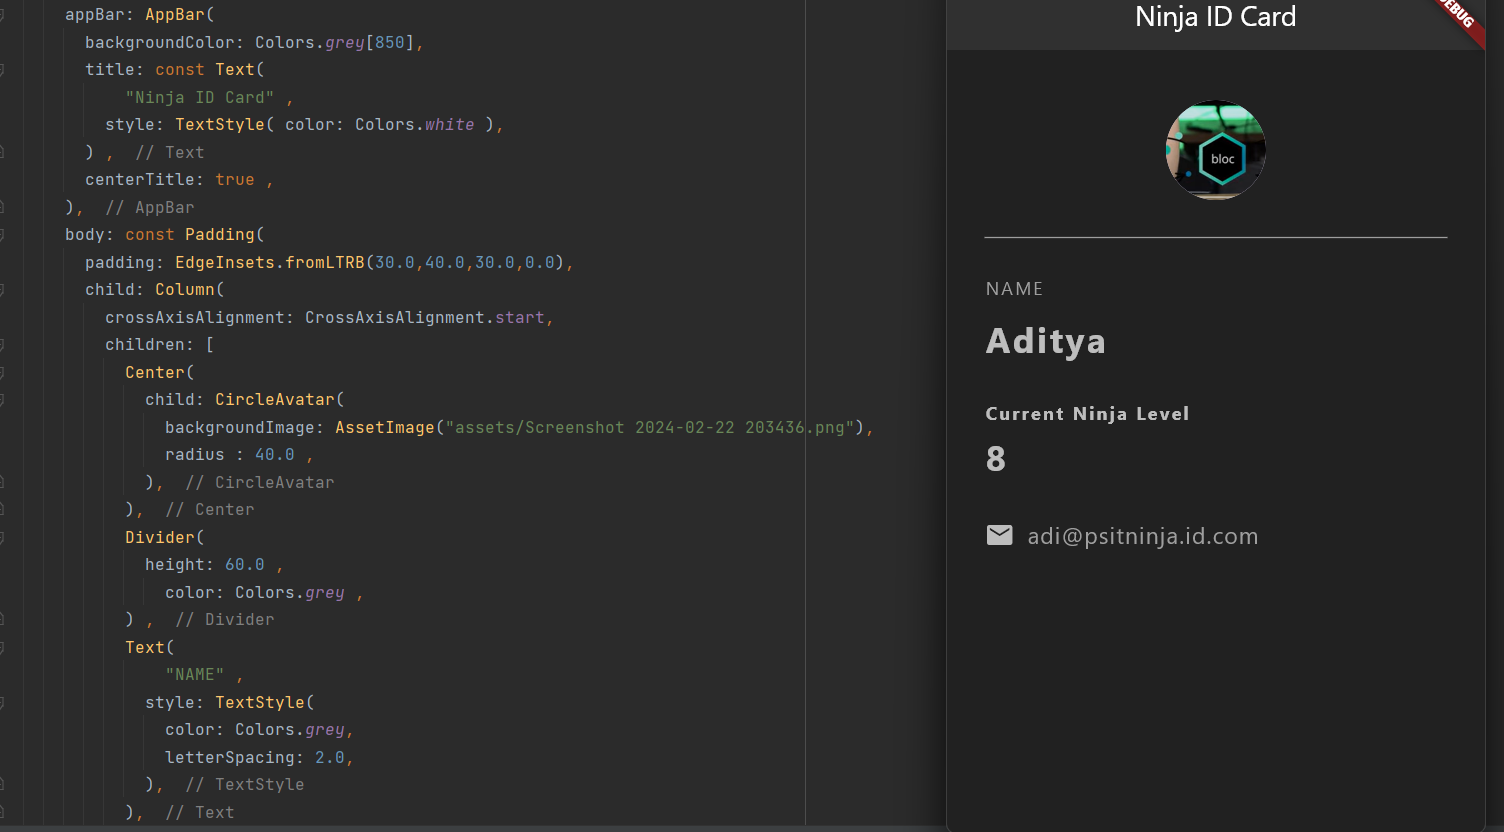 appBar: AppBar(
backgroundColor: Colors.grey[850],
title: const Text(
"Ninja ID Card" ,
style: TextStyle( color: Colors.white ),
) , // Text
centerTitle: true ,
), // AppBar
body: const Padding(
padding: EdgeInsets.fromLTRB(30.0,40.0,30.0,0.0),
child: Column(
crossAxisAlignment: CrossAxisAlignment.start,
children: [
Center(
child: CircleAvatar(
backgroundImage: AssetImage("assets/Screenshot 2024-02-22 203436.png"),
radius : 40.0 ,
), // CircleAvatar
), // Center
Divider(
height: 60.0 ,
color: Colors.grey ,
) , // Divider
Text(
"NAME" ,
style: TextStyle(
color: Colors.grey,
letterSpacing: 2.0,
), // TextStyle
), // Text
Ninja ID Card
DEBUG
bloc
NAME
Aditya
Current Ninja Level
8
adi@psitninja.id.com